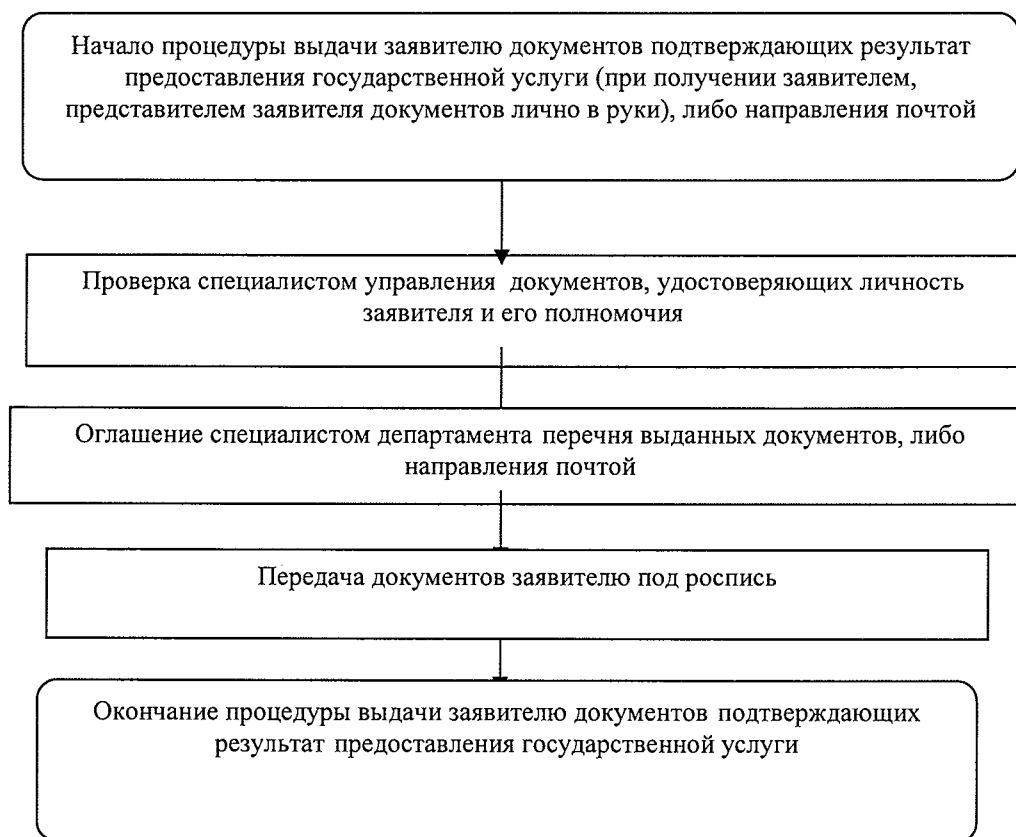 Начало процедуры выдачи заявителю документов подтверждающих результат
предоставления государственной услуги (при получении заявителем,
представителем заявителя документов лично в руки), либо направления почтой
Проверка специалистом управления документов, удостоверяющих личность
заявителя и его полномочия
Оглашение специалистом департамента перечня выданных документов, либо
направления почтой
Передача документов заявителю под роспись
Окончание процедуры выдачи заявителю документов подтверждающих
результат предоставления государственной услуги